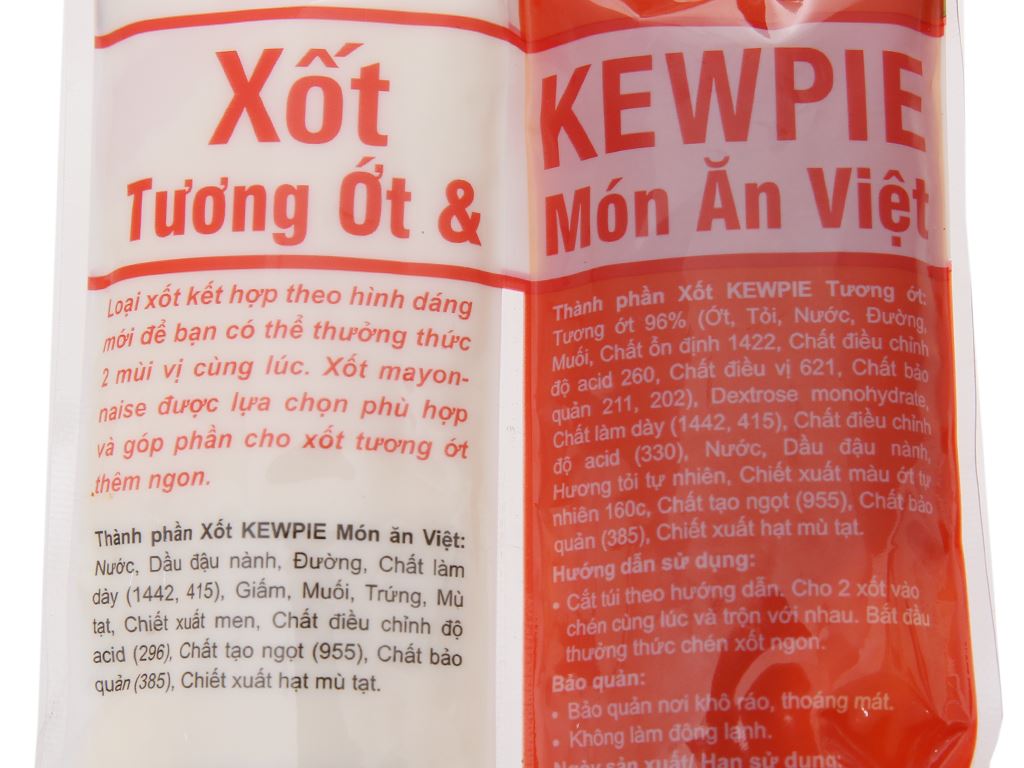 Xốt
Tương Ớt &
Loại xốt kết hợp theo hình dáng
mới để bạn có thể thưởng thức
2 mùi vị cùng lúc. Xốt mayon-
naise được lựa chọn phù hợp
và góp phần cho xốt tương ớt
thêm ngon.
Thành phần Xốt KEWPIE Món ăn Việt:
Nước, Dầu đậu nành, Đường, Chất làm
dày (1442, 415), Giấm, Muối, Trứng, Mù
tạt, Chiết xuất men, Chất điều chỉnh độ
acid (296), Chất tạo ngọt (955), Chất bảo
quản (385), Chiết xuất hạt mù tạt.
KEWPIE
Món Ăn Việt
Thành phần Xốt KEWPIE Tương ớt:
Tương ớt 96% (Ớt, Tỏi, Nước, Đường,
Muối, Chất ổn định 1422, Chất điều chỉnh
độ acid 260, Chất điều vị 621, Chất bảo
quản 211, 202), Dextrose monohydrate,
Chất làm dày (1442, 415), Chất điều chỉnh
độ acid (330), Nước, Dầu đậu nành,
Hương tỏi tự nhiên, Chiết xuất màu ớt tự
nhiên 160c, Chất tạo ngọt (955), Chất bảo
quản (385), Chiết xuất hạt mù tạt.
Hướng dẫn sử dụng:
• Cắt túi theo hướng dẫn. Cho 2 xốt vào
chén cùng lúc và trộn với nhau. Bắt đầu
thưởng thức chén xốt ngon.
Bảo quản:
• Bảo quản nơi khô ráo, thoáng mát.
• Không làm đông lạnh.
Ngày sản xuất/ Hạn sử dụng: